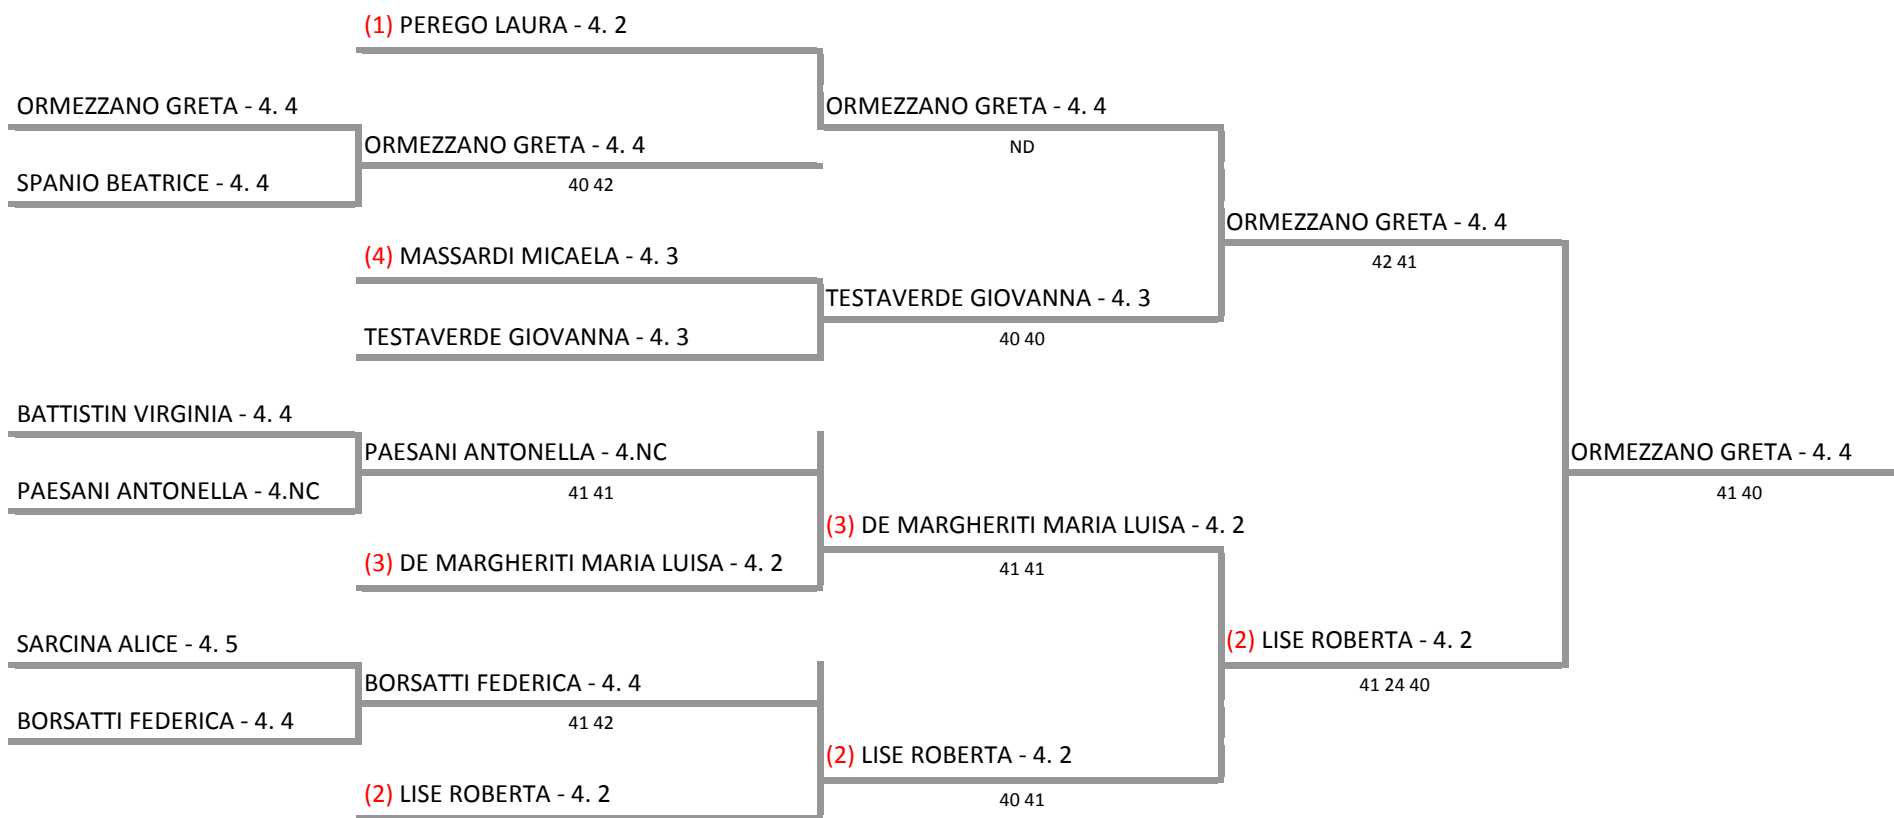 (1) PEREGO LAURA - 4. 2
ORMEZZANO GRETA - 4. 4
ORMEZZANO GRETA - 4. 4
ORMEZZANO GRETA - 4. 4
ND
SPANIO BEATRICE - 4. 4
40 42
ORMEZZANO GRETA - 4. 4
(4) MASSARDI MICAELA - 4. 3
42 41
TESTAVERDE GIOVANNA - 4. 3
TESTAVERDE GIOVANNA - 4. 3
40 40
BATTISTIN VIRGINIA - 4. 4
PAESANI ANTONELLA - 4.NC
ORMEZZANO GRETA - 4. 4
PAESANI ANTONELLA - 4.NC
41 41
41 40
(3) DE MARGHERITI MARIA LUISA - 4. 2
(3) DE MARGHERITI MARIA LUISA - 4. 2
41 41
SARCINA ALICE - 4. 5
(2) LISE ROBERTA - 4. 2
BORSATTI FEDERICA - 4. 4
41 24 40
BORSATTI FEDERICA - 4. 4
41 42
(2) LISE ROBERTA - 4. 2
(2) LISE ROBERTA - 4. 2
40 41